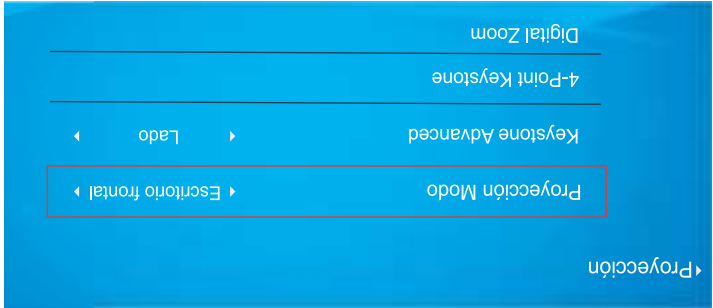 Proyección
Proyección Modo Escritorio frontal
Keystone Advanced Lado
4-Point Keystone
Digital Zoom